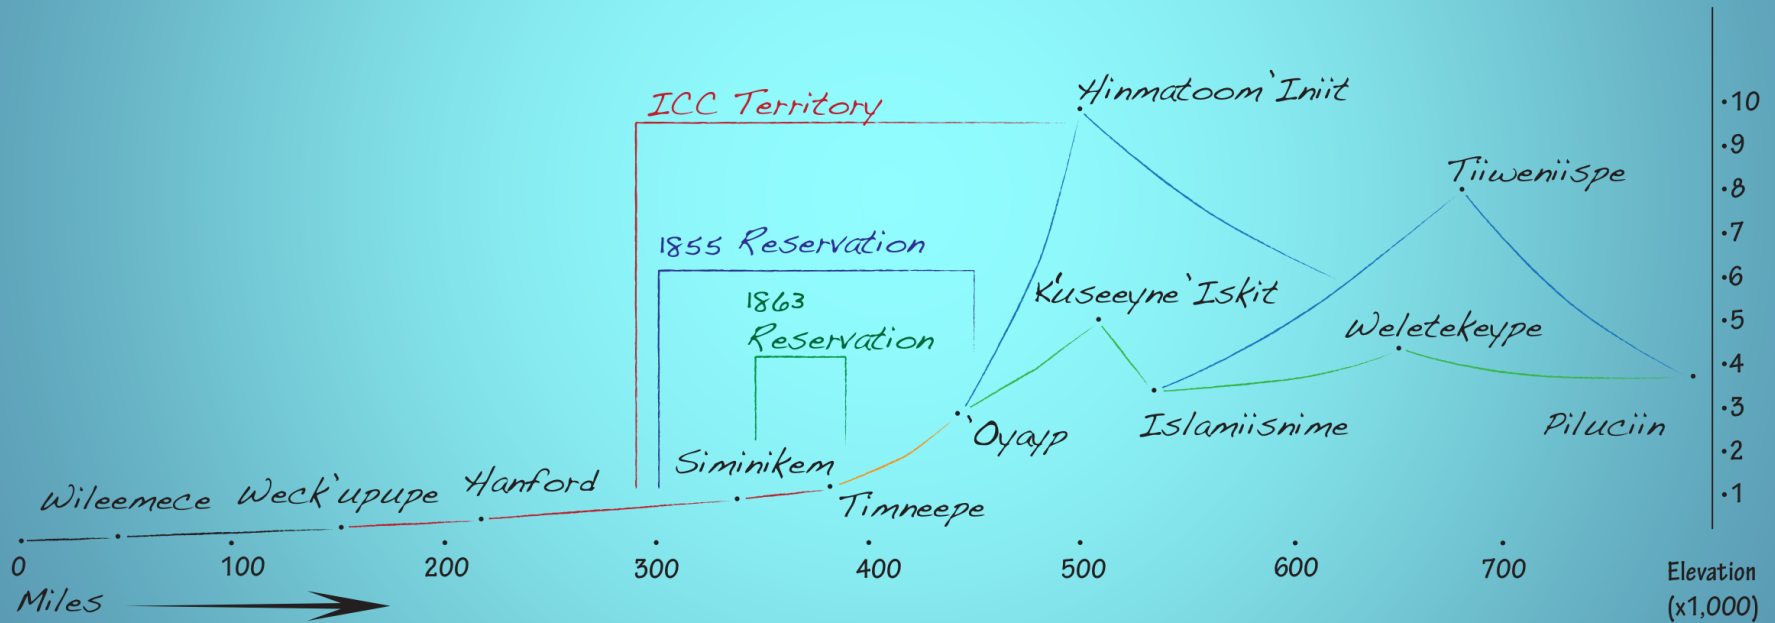 Hinmatoom`Iniit
ICC Territory
·10
·9
Tiiweniispe
·8
·7
1855 Reservation
·6
K'useeyne`Iskit
1863
Reservation
·5
Weletekeype
·4
·3
`Oyayp
Islamiisnime
Piluciin
·2
Siminikem
Wileemece
Weck`upupe
Hanford
·1
Timneepe
0 100 200 300 400 500 600 700
Elevation
(x1,000)
Miles